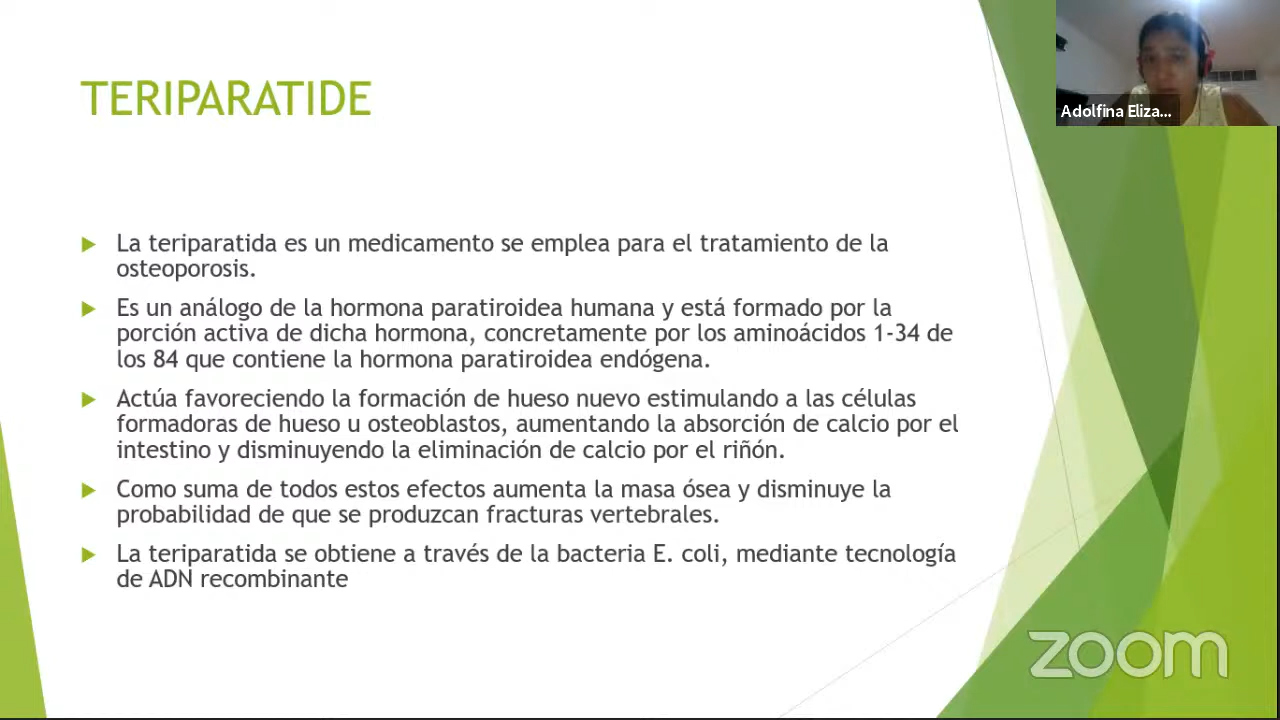 TERIPARATIDE
Adolfina Eliza...
La teriparatida es un medicamento se emplea para el tratamiento de la
osteoporosis.
Es un análogo de la hormona paratiroidea humana y está formado por la
porción activa de dicha hormona, concretamente por los aminoácidos 1-34 de
los 84 que contiene la hormona paratiroidea endógena.
Actúa favoreciendo la formación de hueso nuevo estimulando a las células
formadoras de hueso u osteoblastos, aumentando la absorción de calcio por el
intestino y disminuyendo la eliminación de calcio por el riñón.
Como suma de todos estos efectos aumenta la masa ósea y disminuye la
probabilidad de que se produzcan fracturas vertebrales.
La teriparatida se obtiene a través de la bacteria E. coli, mediante tecnología
de ADN recombinante
zoom